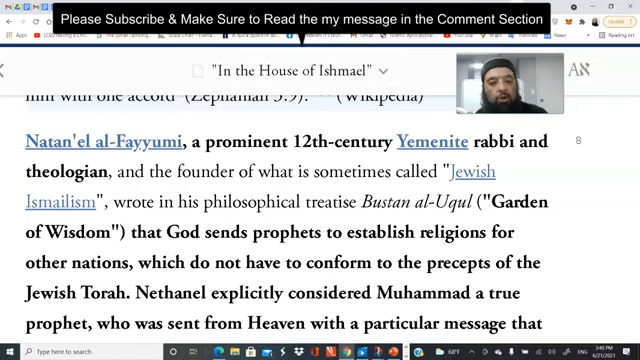 Please Subscribe & Make Sure to Read the my message in the Comment Section
"In the House of Ishmael"
him with one accord" (Zephaniah 3:9). (Wikipedia)
Natan'el al-Fayyumi, a prominent 12th-century Yemenite rabbi and
8
theologian, and the founder of what is sometimes called "Jewish
Ismailism", wrote in his philosophical treatise Bustan al-Uqul ("Garden
of Wisdom") that God sends prophets to establish religions for
other nations, which do not have to conform to the precepts of the
Jewish Torah. Nethanel explicitly considered Muhammad a true
prophet, who was sent from Heaven with a particular message that
Type here to search
68°F
ENG
3:40 PM
6/21/2021